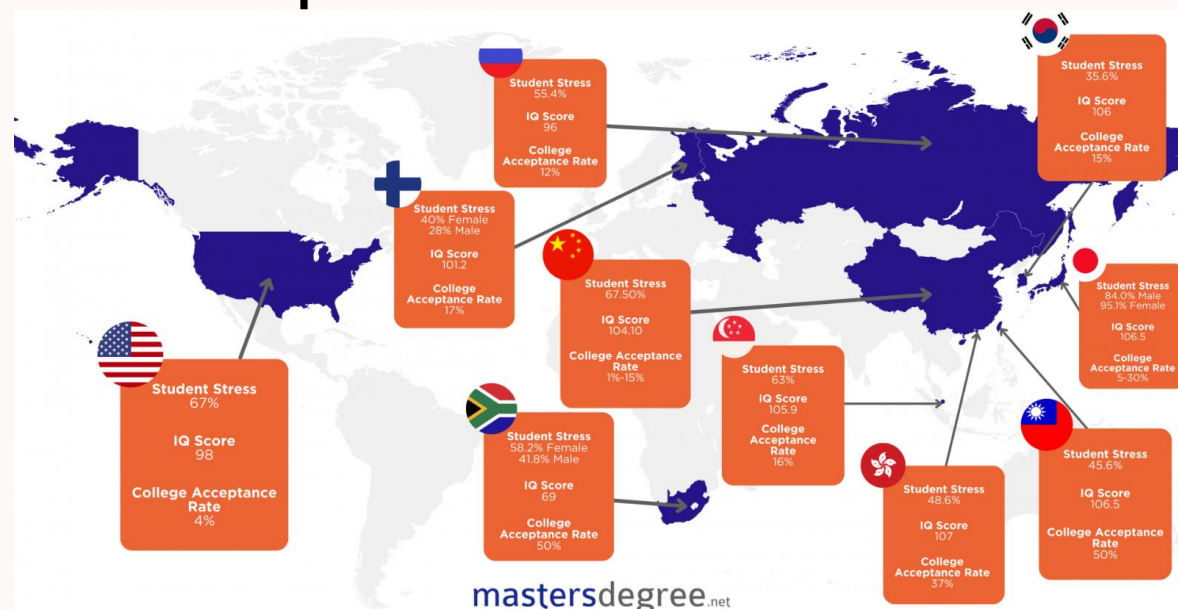 Student Stress
55.4%
IQ Score
96
College
Acceptance Rate
12%
Student Stress
35.6%
IQ Score
106
College
Acceptance Rate
15%
Student Stress
40% Female
28% Male
IQ Score
101.2
College
Acceptance Rate
17%
Student Stress
67.50%
IQ Score
104.10
College Acceptance
Rate
1%-15%
Student Stress
84.0% Male
95.1% Female
IQ Score
106.5
College
Acceptance Rate
5-30%
Student Stress
67%
IQ Score
98
College Acceptance
Rate
4%
Student Stress
58.2% Female
41.8% Male
IQ Score
69
College
Acceptance Rate
50%
Student Stress
63%
IQ Score
105.9
College
Acceptance
Rate
16%
Student Stress
48.6%
IQ Score
107
College
Acceptance Rate
37%
Student Stress
45.6%
IQ Score
106.5
College
Acceptance Rate
50%
mastersdegree.net